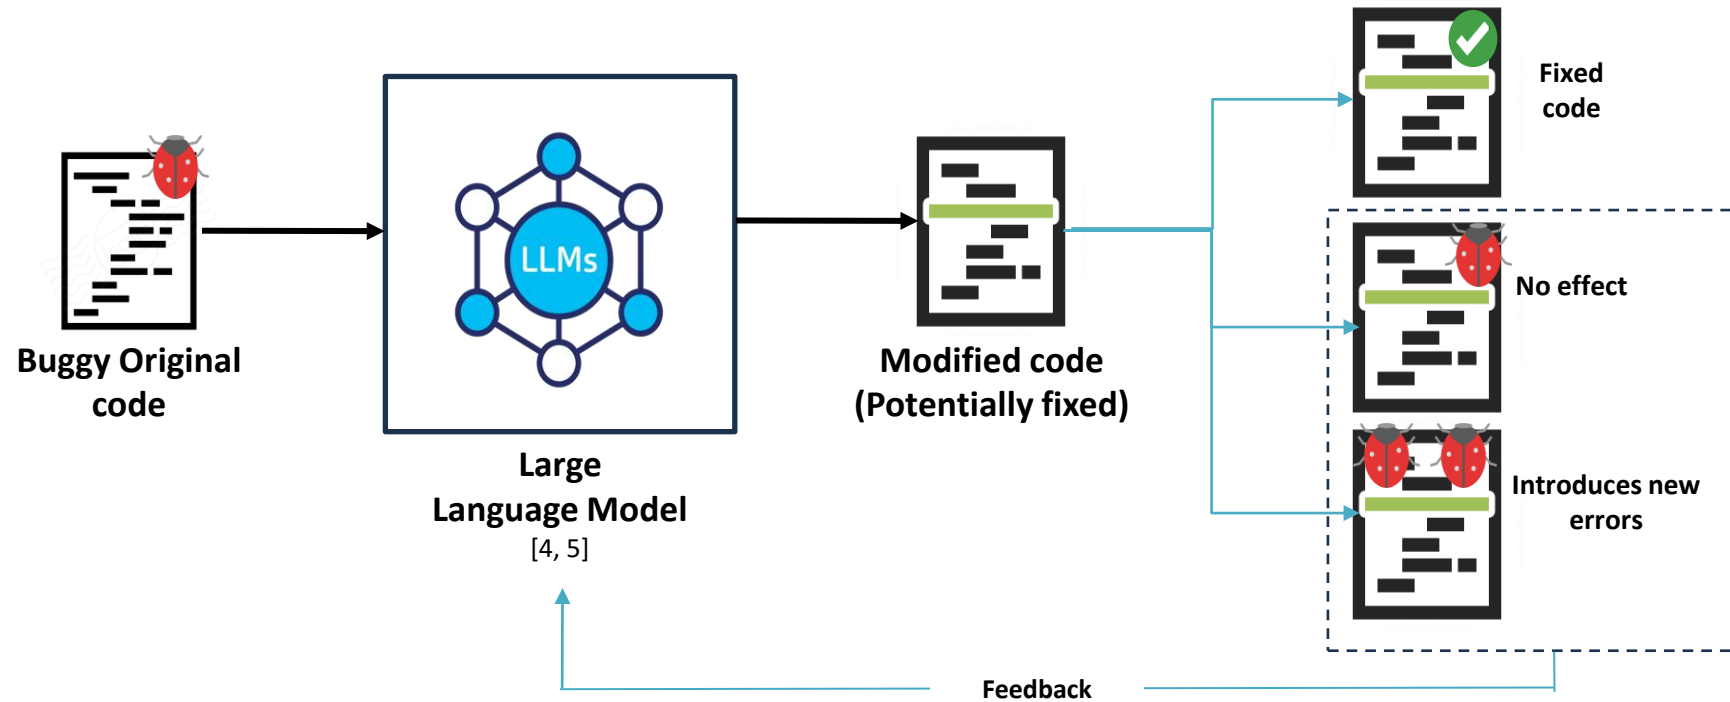 Buggy Original
code
LLMs
Large
Language Model
[4, 5]
Modified code
(Potentially fixed)
Fixed
code
No effect
Introduces new
errors
Feedback